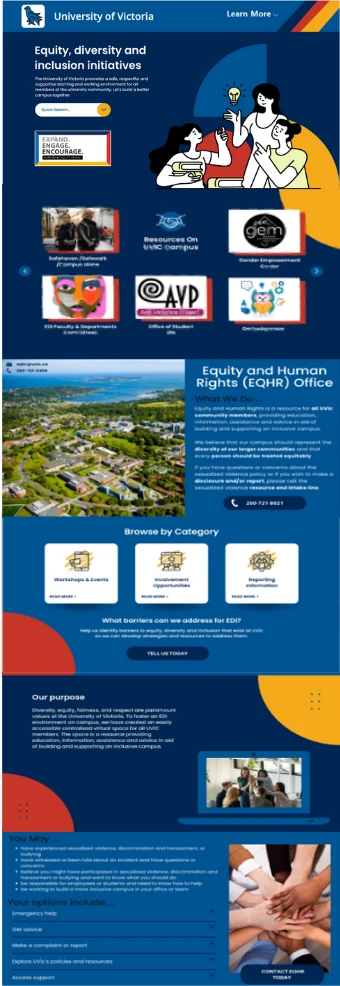 University of Victoria
Learn More
Equity, diversity and
inclusion initiatives
The University of Victoria promotes a safe, respectful and
supportive learning and working environment for all
members of the university community. Let's build a better
campus together.
Quick Search...
EXPAND.
ENGAGE.
ENCOURAGE.
Safehaven /Safewalk
/Campus alone
Resources On
UVIC Campus
gem
Gender Empowerment
Center
EDI Faculty & Departments
Committees
AVP
Anti-Violence Project
Office of Student
life
Ombudsperson
250-721-8488
Equity and Human
Rights (EQHR) Office
What We Do ...
Equity and Human Rights is a resource for all UVic
community members, providing education,
information, assistance and advice in aid of
building and supporting an inclusive campus.
We believe that our campus should represent the
diversity of our larger communities and that
every person should be treated equitably.
If you have questions or concerns about the
sexualized violence policy or if you wish to make a
disclosure and/or report, please call the
sexualized violence resource and intake line:
250-721-8021
Browse by Category
Workshops & Events
READ MORE >
Involvement
Opportunities
READ MORE >
Reporting
Information
READ MORE >
What barriers can we address for EDI?
Help us identify barriers to equity, diversity and inclusion that exist at UVic
so we can develop strategies and resources to address them.
TELL US TODAY
Our purpose
Diversity, equity, fairness, and respect are paramount
values at the University of Victoria. To foster an EDI
environment on campus, we have created an easily
accessible centralized virtual space for all UVIC
members. The space is a resource providing
education, information, assistance and advice in aid
of building and supporting an inclusive campus.
You May ...
have experienced sexualized violence, discrimination and harassment, or
bullying
have witnessed or been told about an incident and have questions or
concerns
believe you might have participated in sexualized violence, discrimination and
harassment or bullying and want to know what you should do
be responsible for employees or students and need to know how to help
be working to build a more inclusive campus in your office or team
Your options include ...
Emergency help
Get advice
Make a complaint or report
Explore UVic's policies and resources
Access support
CONTACT EQHR
TODAY